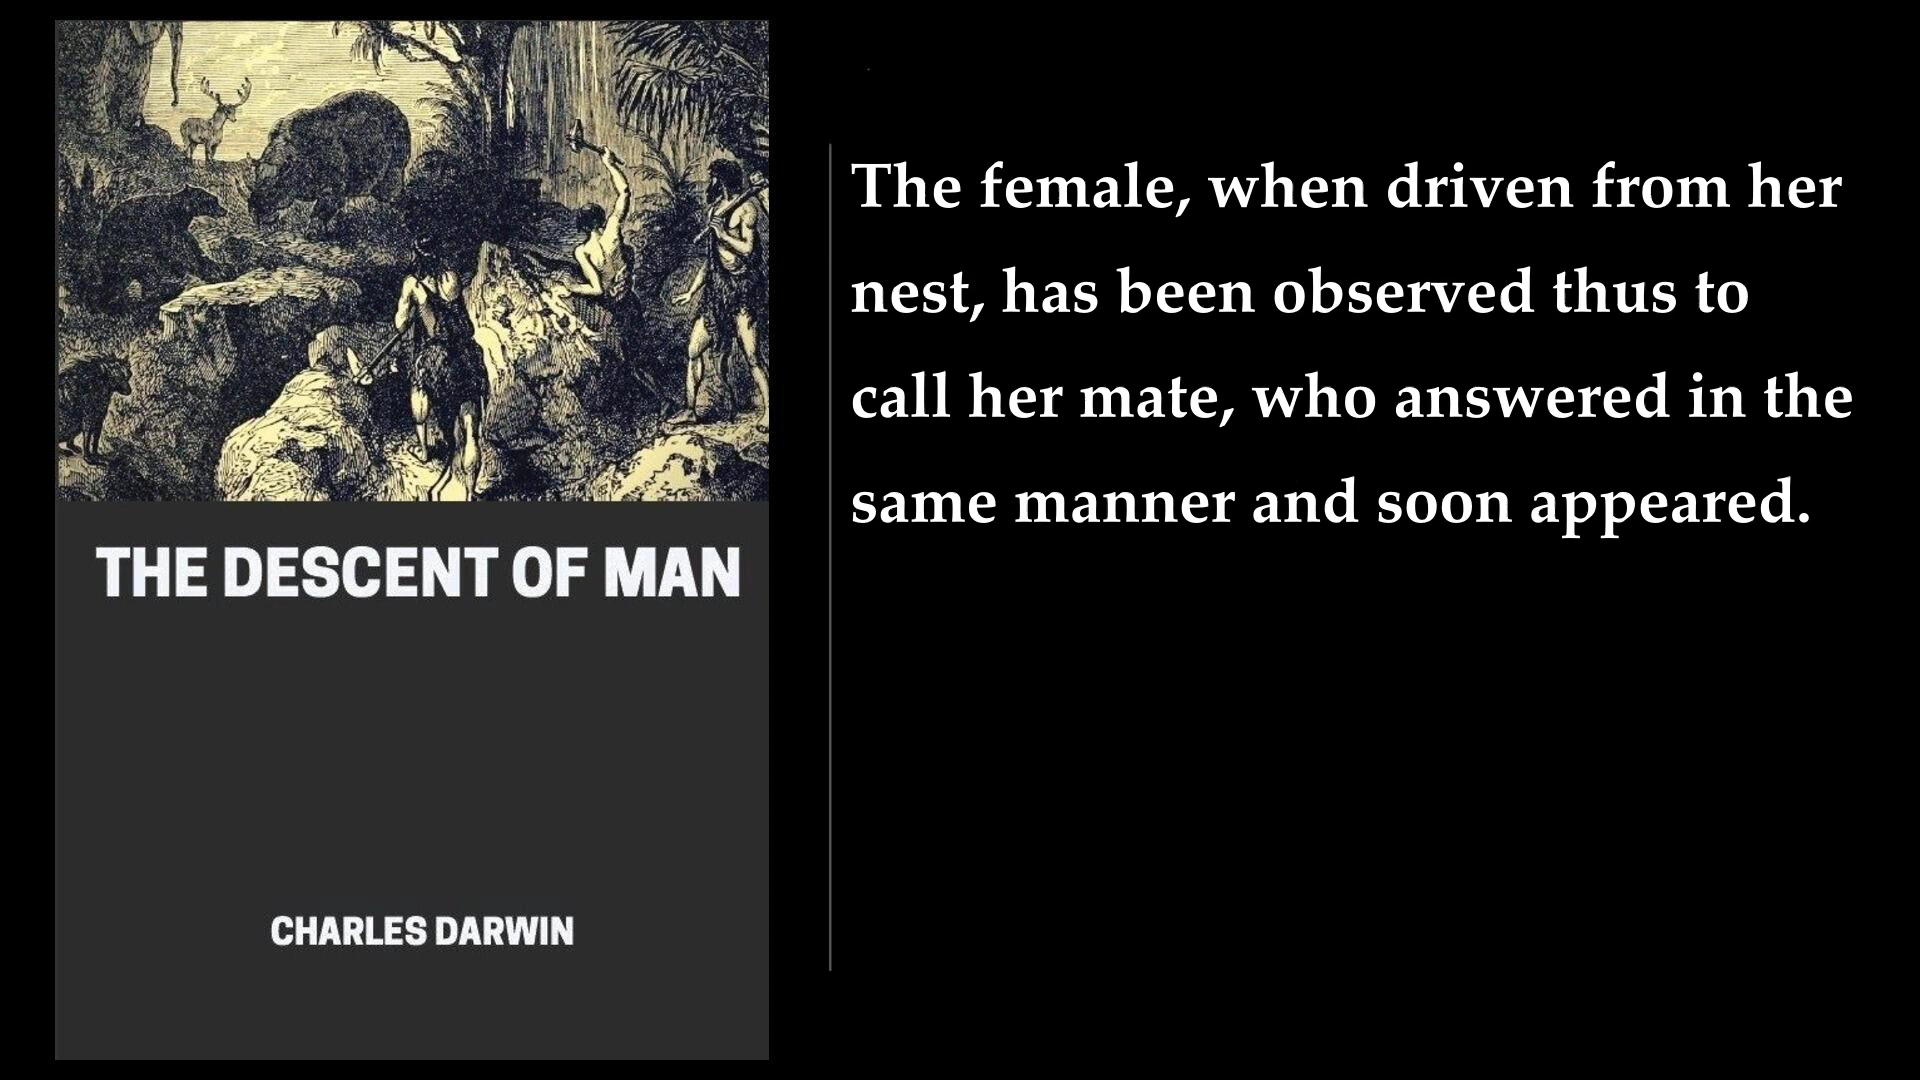 THE DESCENT OF MAN
CHARLES DARWIN
The female, when driven from her
nest, has been observed thus to
call her mate, who answered in the
same manner and soon appeared.